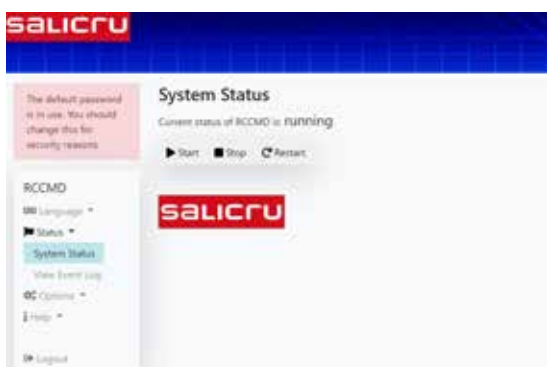 salicru
The default password
is in use. You should
change this for
security reasons
System Status
Current status of RCCMD is running
Start Stop Restart
RCCMD
Language
Status
System Status
View Event Log
Options
Help
Logout
salicru